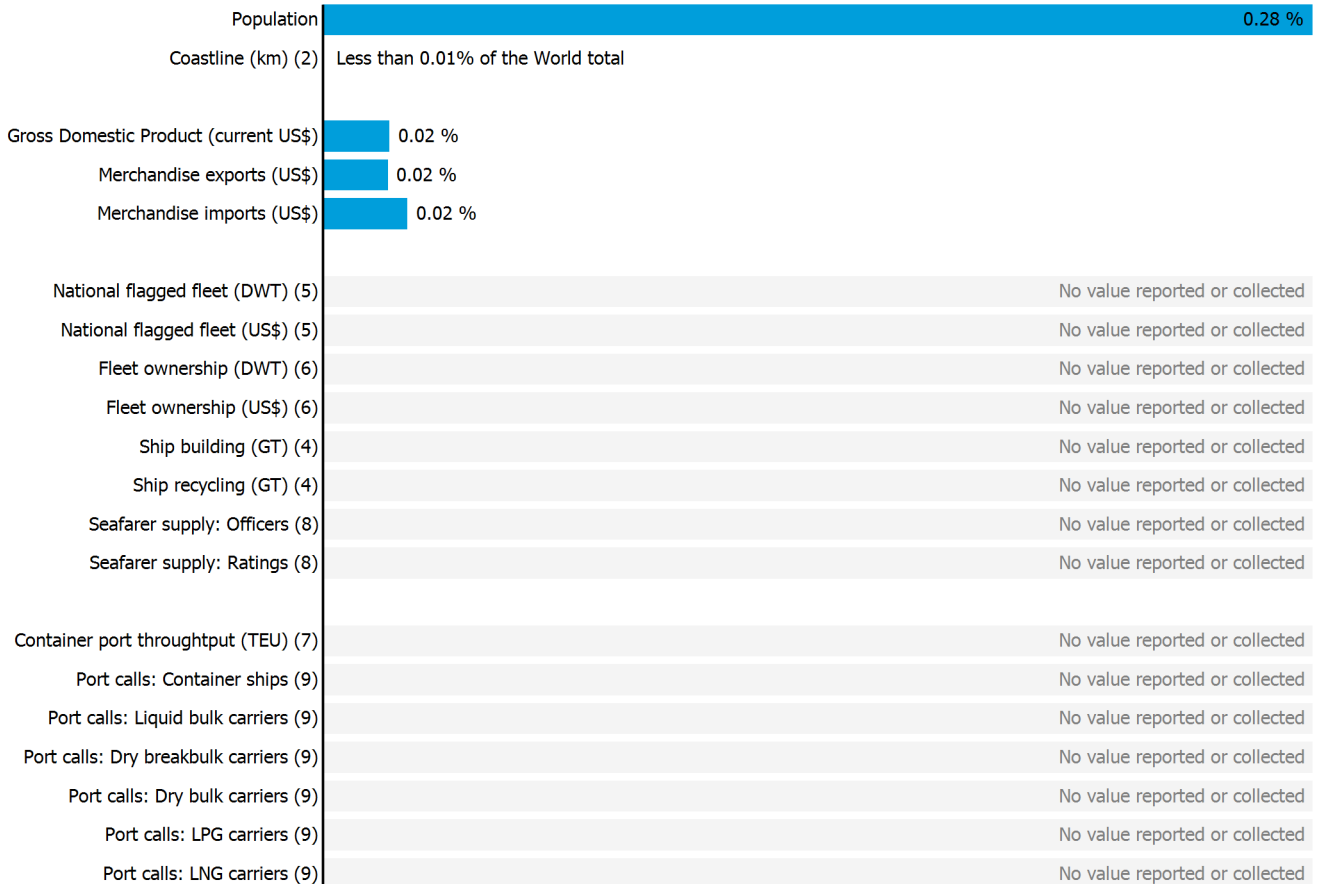 Population 0.28 %
Coastline (km) (2) Less than 0.01% of the World total
Gross Domestic Product (current US$) 0.02 %
Merchandise exports (US$) 0.02 %
Merchandise imports (US$) 0.02 %
National flagged fleet (DWT) (5) No value reported or collected
National flagged fleet (US$) (5) No value reported or collected
Fleet ownership (DWT) (6) No value reported or collected
Fleet ownership (US$) (6) No value reported or collected
Ship building (GT) (4) No value reported or collected
Ship recycling (GT) (4) No value reported or collected
Seafarer supply: Officers (8) No value reported or collected
Seafarer supply: Ratings (8) No value reported or collected
Container port throughtput (TEU) (7) No value reported or collected
Port calls: Container ships (9) No value reported or collected
Port calls: Liquid bulk carriers (9) No value reported or collected
Port calls: Dry breakbulk carriers (9) No value reported or collected
Port calls: Dry bulk carriers (9) No value reported or collected
Port calls: LPG carriers (9) No value reported or collected
Port calls: LNG carriers (9) No value reported or collected